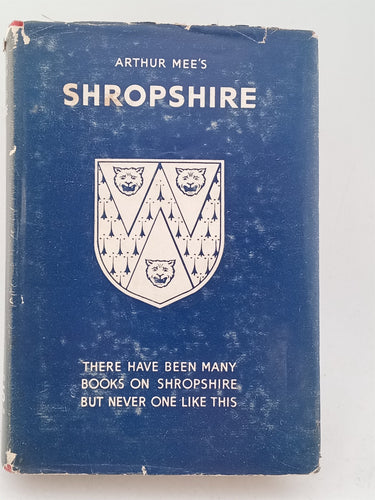 ARTHUR MEE'S
SHROPSHIRE
THERE HAVE BEEN MANY
BOOKS ON SHROPSHIRE
BUT NEVER ONE LIKE THIS